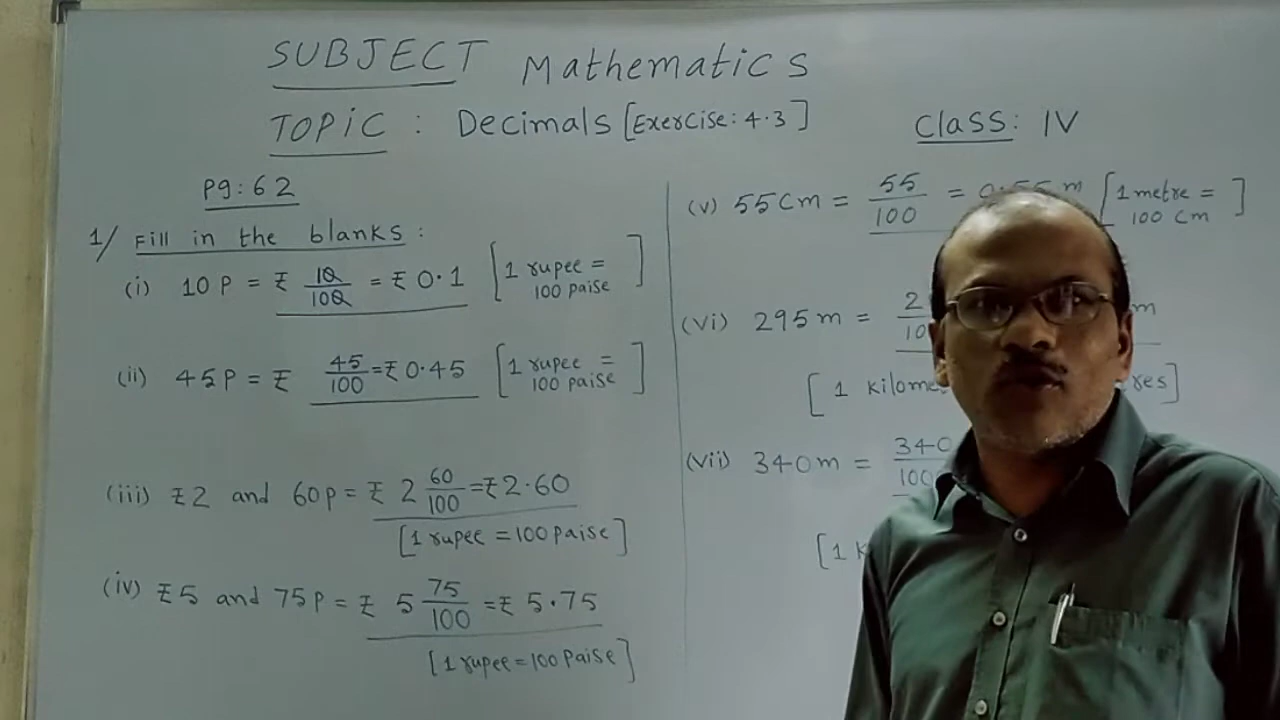 SUBJECT Mathematics
TOPIC : Decimals [Exercise: 4.3]
Class: IV
Pg: 62
1/ Fill in the blanks :
(i) 10 P = ₹ 10/100 = ₹ 0.1 [1 rupee = 100 paise]
(ii) 45 P = ₹ 45/100 = ₹ 0.45 [1 rupee = 100 paise]
(iii) ₹2 and 60 P = ₹ 2 60/100 = ₹ 2.60
[1 rupee = 100 Paise]
(iv) ₹5 and 75 P = ₹ 5 75/100 = ₹ 5.75
[1 rupee = 100 Paise]
(v) 55 Cm = 55/100 = m [1 metre = 100 Cm]
(vi) 295 m = m
[1
(vii) 340 m = 340
[1